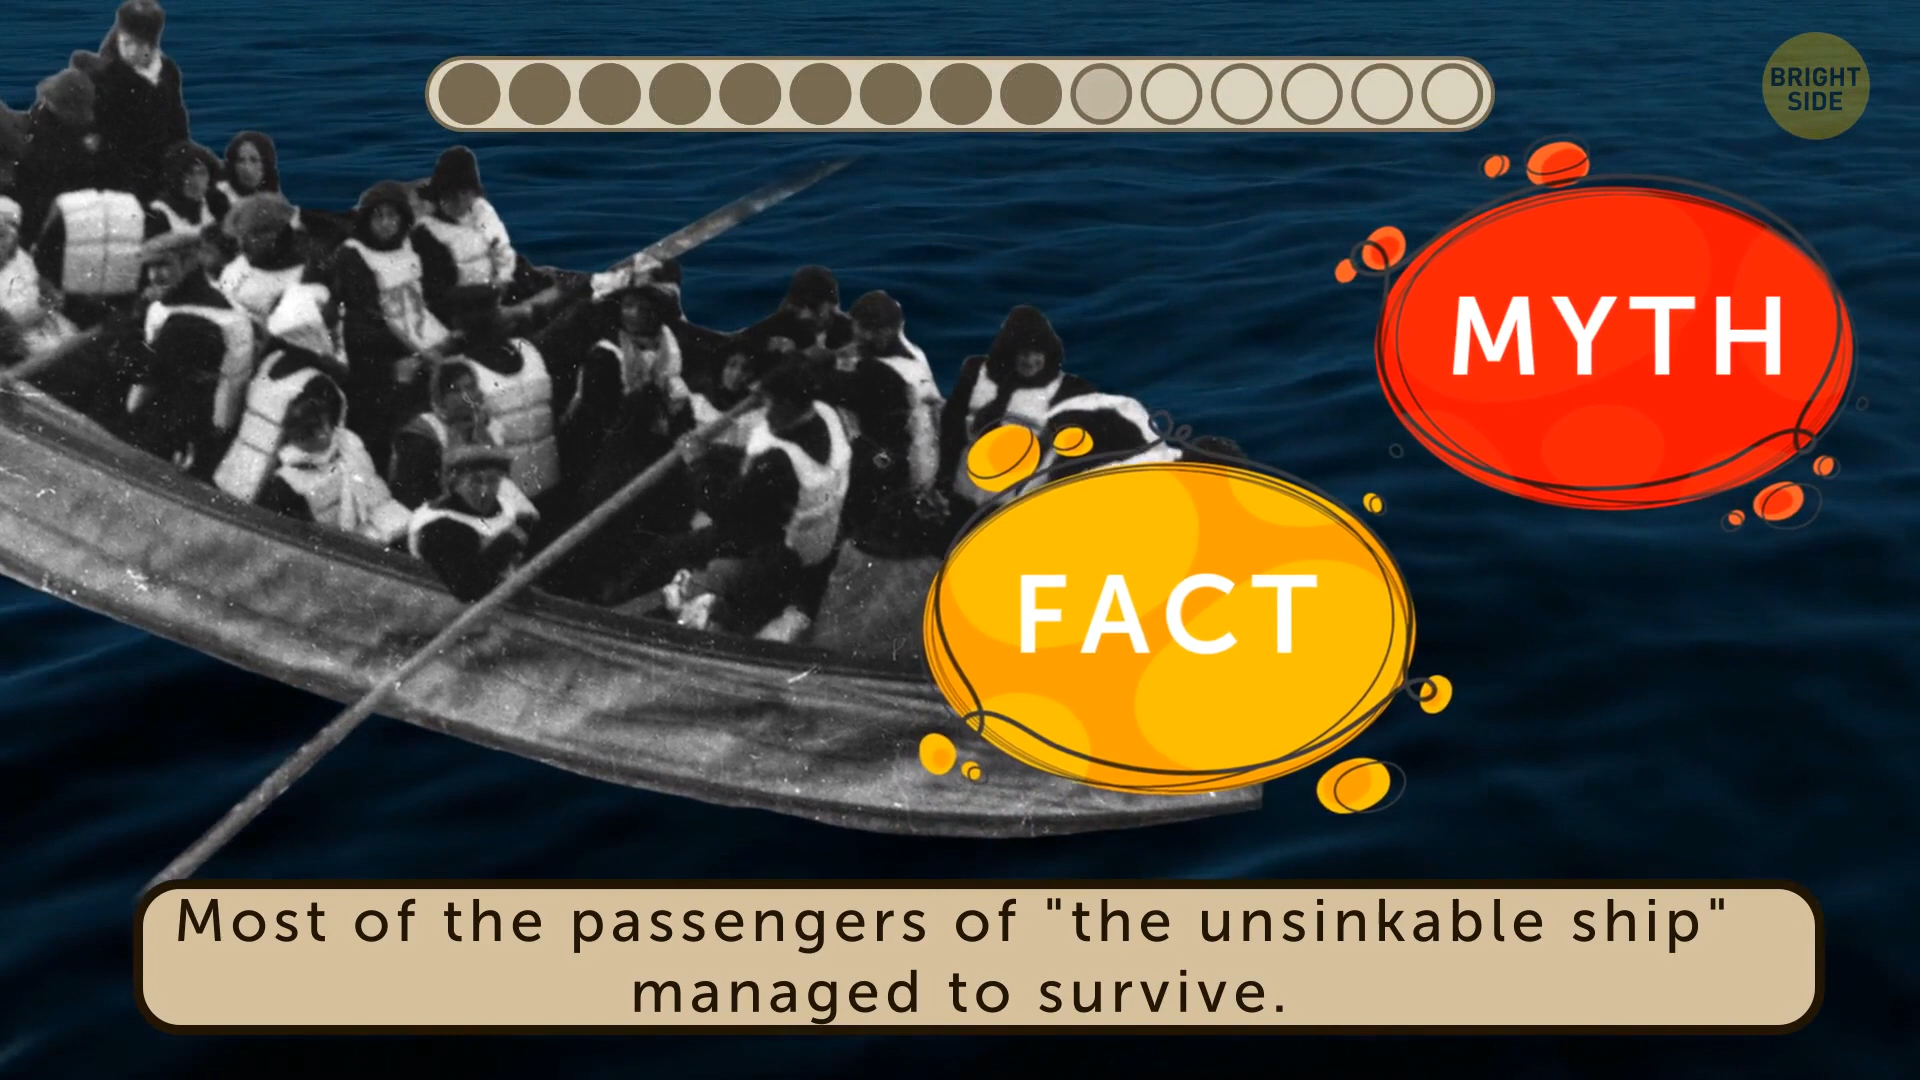 BRIGHT
SIDE
MYTH
FACT
Most of the passengers of "the unsinkable ship"
managed to survive.